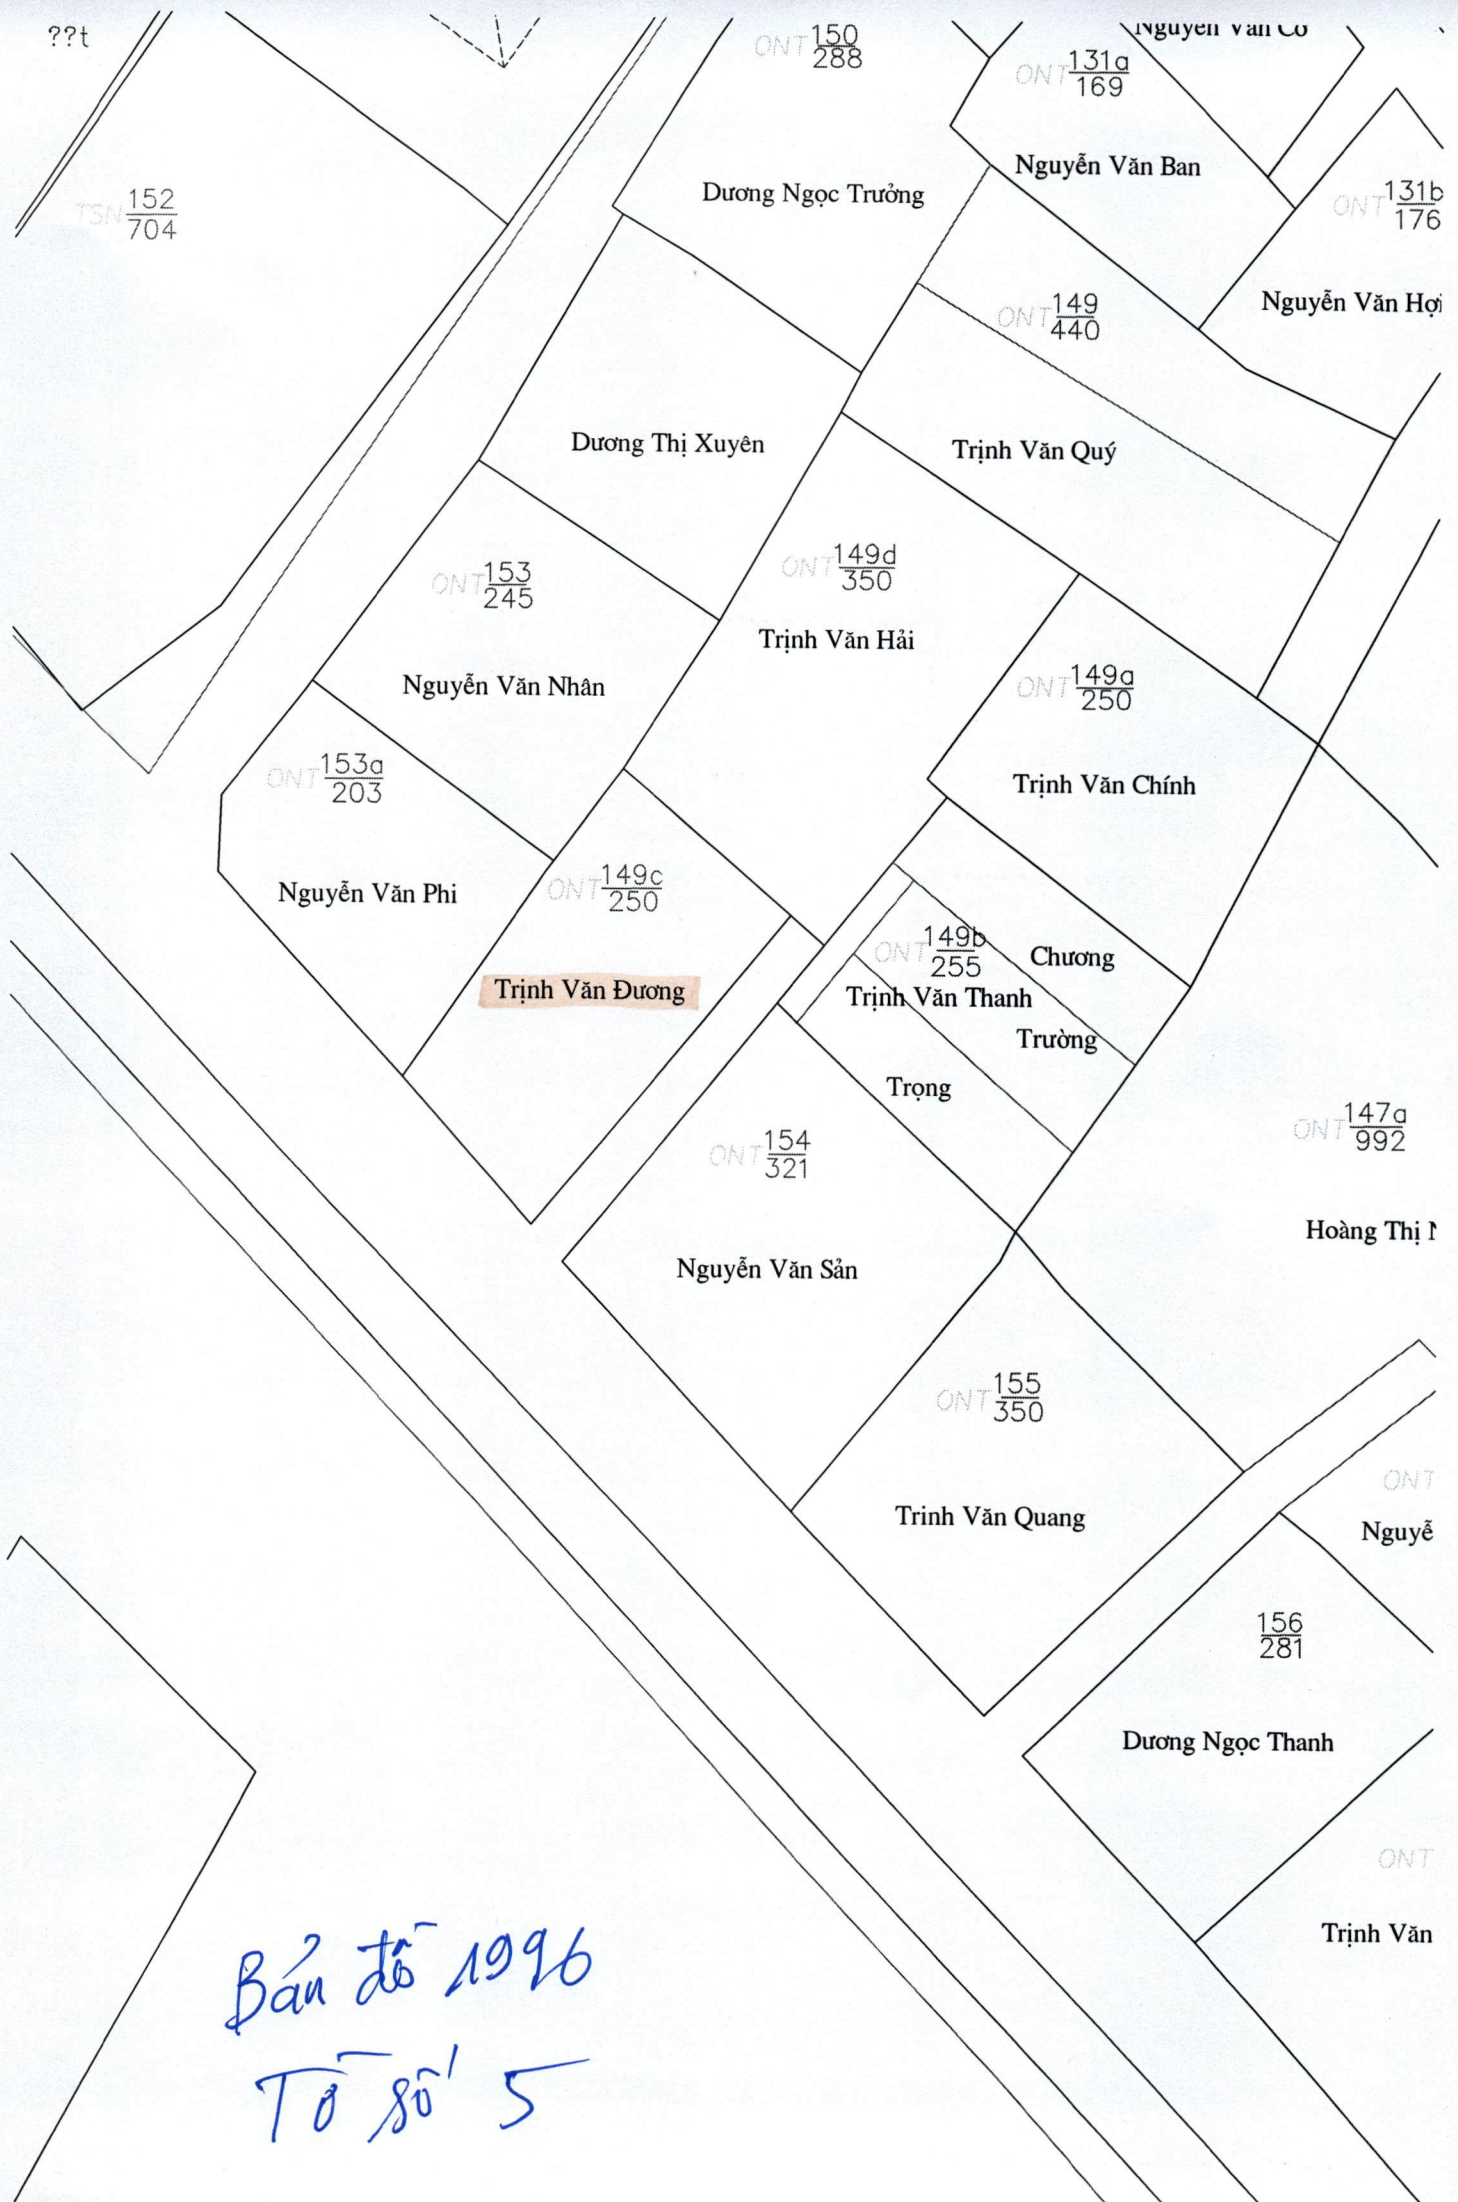 ??t
ONT 150
288
Nguyễn Văn Cơ
ONT 131a
169
Nguyễn Văn Ban
Dương Ngọc Trưởng
TSN 152
704
ONT 131b
176
Nguyễn Văn Hợi
ONT 149
440
Dương Thị Xuyên
Trịnh Văn Quý
ONT 149d
350
ONT 153
245
Trịnh Văn Hải
Nguyễn Văn Nhân
ONT 149a
250
ONT 153a
203
Trịnh Văn Chính
Nguyễn Văn Phi
ONT 149c
250
ONT 149b
255
Chương
Trịnh Văn Đương
Trịnh Văn Thanh
Trường
Trọng
ONT 154
321
ONT 147a
992
Hoàng Thị
Nguyễn Văn Sản
ONT 155
350
ONT
Trinh Văn Quang
Nguyễ
156
281
Dương Ngọc Thanh
ONT
Trịnh Văn
Bản đồ 1996
Tờ số 5